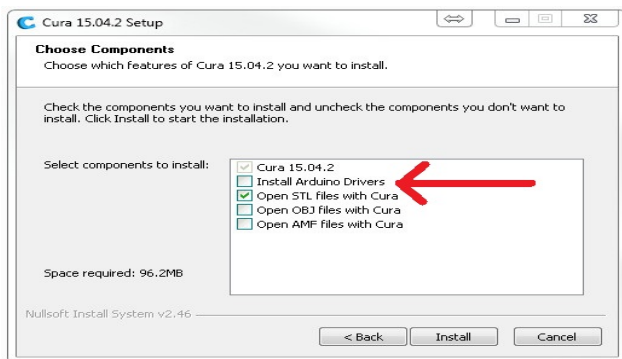 Cura 15.04.2 Setup
Choose Components
Choose which features of Cura 15.04.2 you want to install.
Check the components you want to install and uncheck the components you don't want to
install. Click Install to start the installation.
Select components to install:
Cura 15.04.2
Install Arduino Drivers
Open STL files with Cura
Open OBJ files with Cura
Open AMF files with Cura
Space required: 96.2MB
Nullsoft Install System v2.46
< Back
Install
Cancel